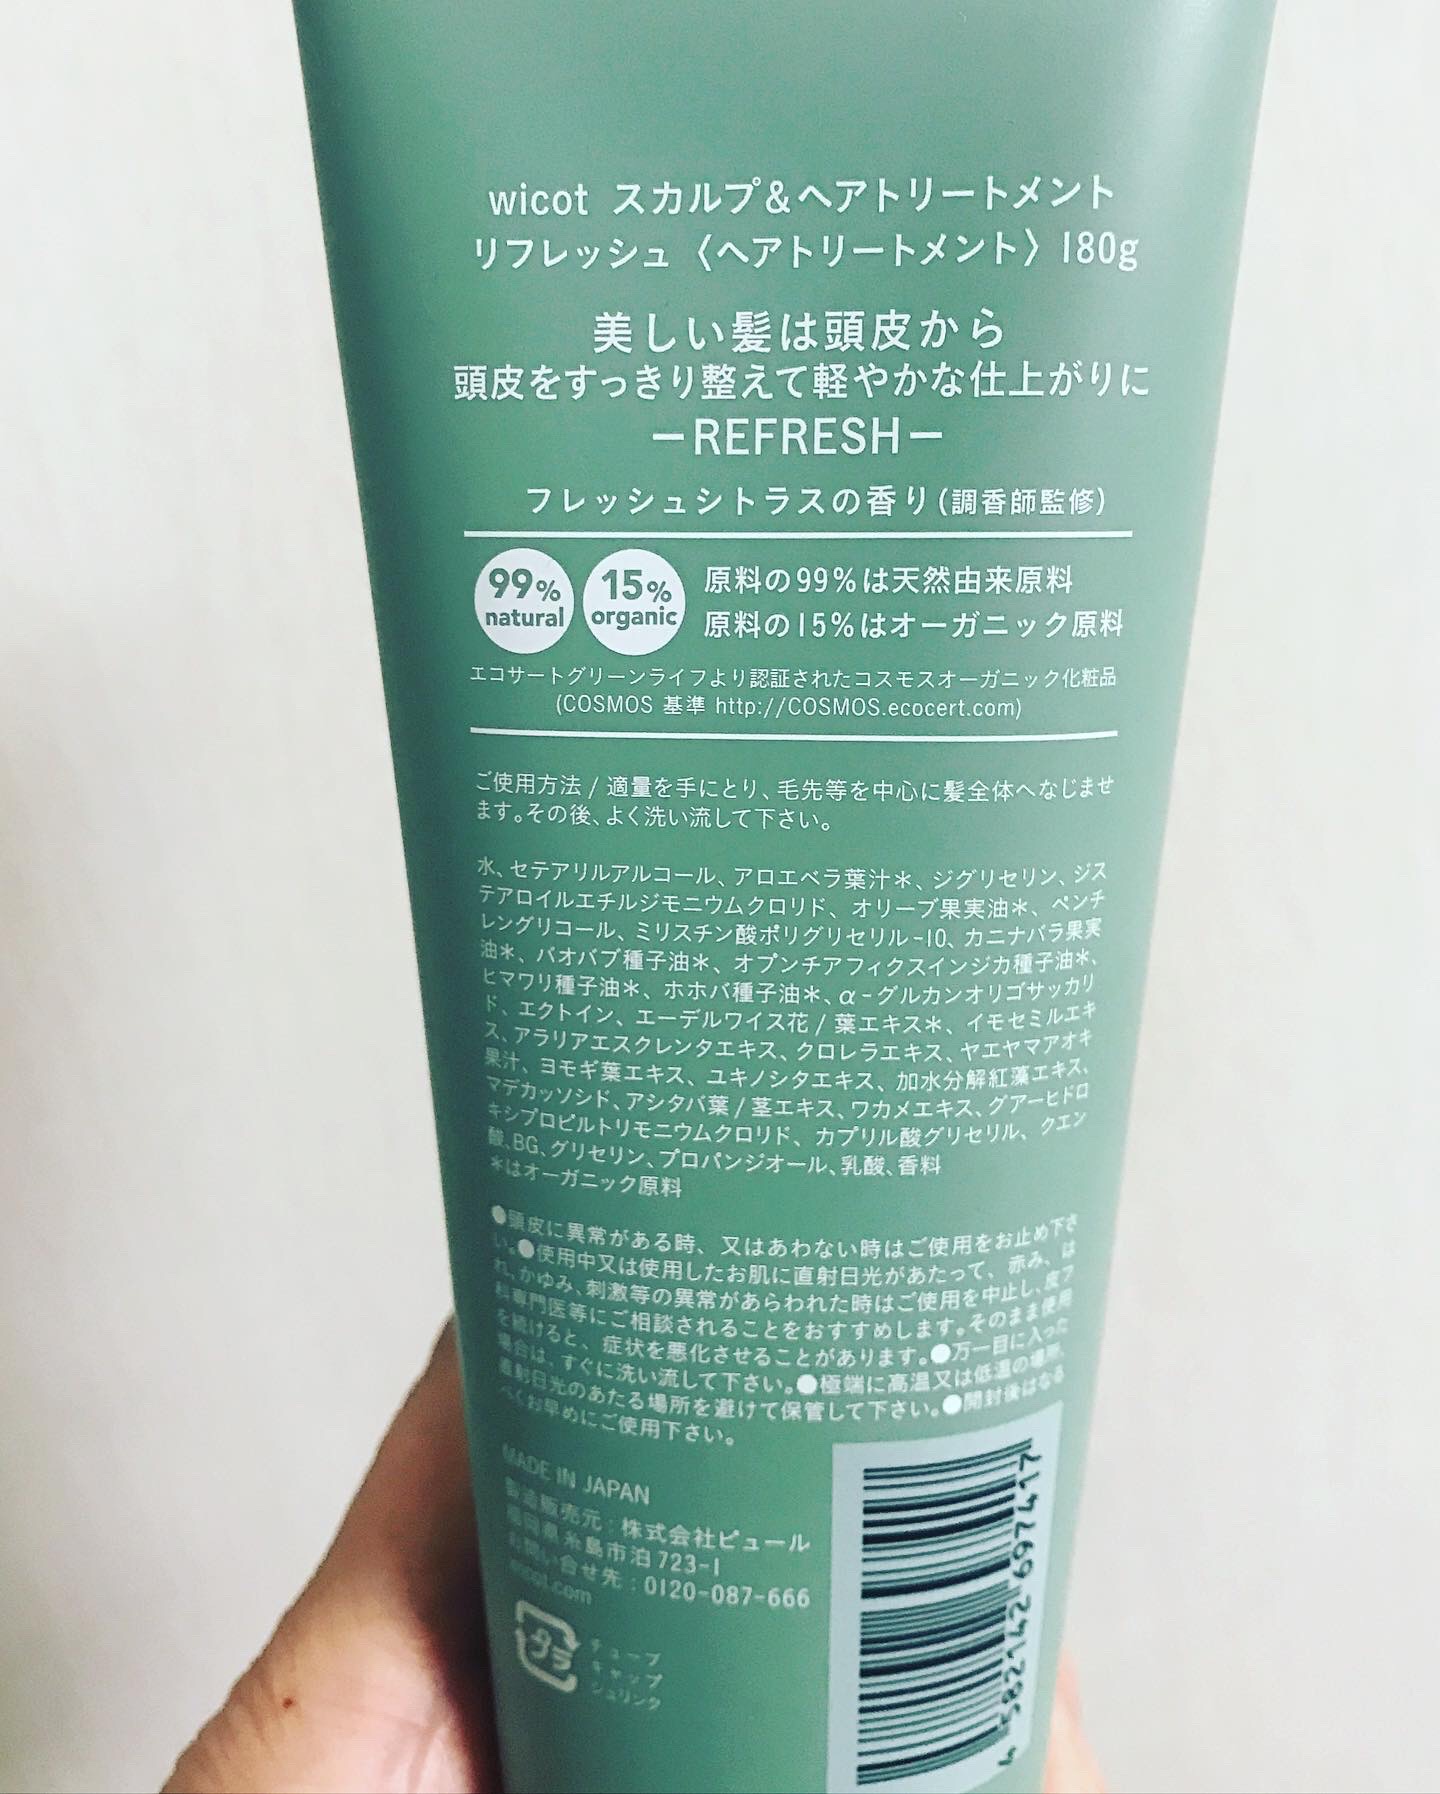 wicot スカルプ&ヘアトリートメント
リフレッシュ〈ヘアトリートメント〉180g
美しい髪は頭皮から
頭皮をすっきり整えて軽やかな仕上がりに
ーREFRESHー
フレッシュシトラスの香り(調香師監修)
99%
natural
15%
organic
原料の99%は天然由来原料
原料の15%はオーガニック原料
エコサートグリーンライフより認証されたコスモスオーガニック化粧品
(COSMOS 基準 http://COSMOS.ecocert.com)
ご使用方法 / 適量を手にとり、毛先等を中心に髪全体へなじませ
ます。その後、よく洗い流して下さい。
水、セテアリルアルコール、アロエベラ葉汁＊、ジグリセリン、ジス
テアロイルエチルジモニウムクロリド、オリーブ果実油＊、ペンチ
レングリコール、ミリスチン酸ポリグリセリル-10、カニナバラ果実
油＊、バオバブ種子油＊、オプンチアフィクスインジカ種子油＊、
ヒマワリ種子油＊、ホホバ種子油＊、α-グルカンオリゴサッカリ
ド、エクトイン、エーデルワイス花 / 葉エキス＊、イモセミルエキ
ス、アラリアエスクレンタエキス、クロレラエキス、ヤエヤマアオキ
果汁、ヨモギ葉エキス、ユキノシタエキス、加水分解紅藻エキス、
マデカッソシド、アシタバ葉 / 茎エキス、ワカメエキス、グアーヒドロ
キシプロピルトリモニウムクロリド、カプリル酸グリセリル、クエン
酸、BG、グリセリン、プロパンジオール、乳酸、香料
＊はオーガニック原料
●頭皮に異常がある時、又はあわない時はご使用をお止め下さ
い。●使用中又は使用したお肌に直射日光があたって、赤み、は
れ、かゆみ、刺激等の異常があらわれた時はご使用を中止し、皮フ
科専門医等にご相談されることをおすすめします。そのまま使用
を続けると、症状を悪化させることがあります。●万一目に入った
場合は、すぐに洗い流して下さい。●極端に高温又は低温の場所、
直射日光のあたる場所を避けて保管して下さい。●開封後はなる
べくお早めにご使用下さい。
MADE IN JAPAN
製造販売元:株式会社ピュール
福岡県糸島市泊723-1
お問い合せ先:0120-087-666
wicot.com
プラ
チューブ
キャップ
シュリンク
4582142 697417